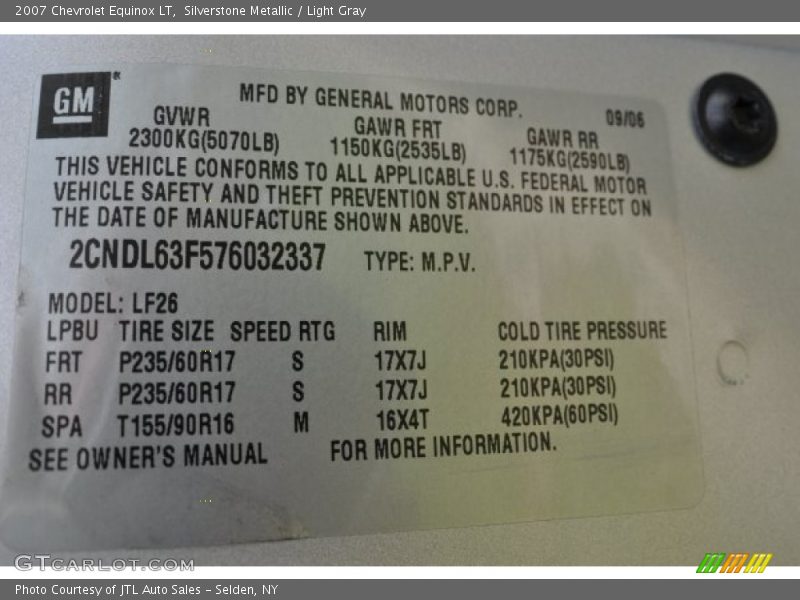 2007 Chevrolet Equinox LT,  Silverstone Metallic / Light Gray
GM
®
MFD BY GENERAL MOTORS CORP.
09/06
GVWR GAWR FRT GAWR RR
2300KG(5070LB) 1150KG(2535LB) 1175KG(2590LB)
THIS VEHICLE CONFORMS TO ALL APPLICABLE U.S. FEDERAL MOTOR
VEHICLE SAFETY AND THEFT PREVENTION STANDARDS IN EFFECT ON
THE DATE OF MANUFACTURE SHOWN ABOVE.
2CNDL63F576032337 TYPE: M.P.V.
MODEL: LF26
LPBU TIRE SIZE SPEED RTG RIM COLD TIRE PRESSURE
FRT P235/60R17 S 17X7J 210KPA(30PSI)
RR P235/60R17 S 17X7J 210KPA(30PSI)
SPA T155/90R16 M 16X4T 420KPA(60PSI)
SEE OWNER'S MANUAL FOR MORE INFORMATION.
GTcarlot.com
Photo Courtesy of JTL Auto Sales – Selden, NY